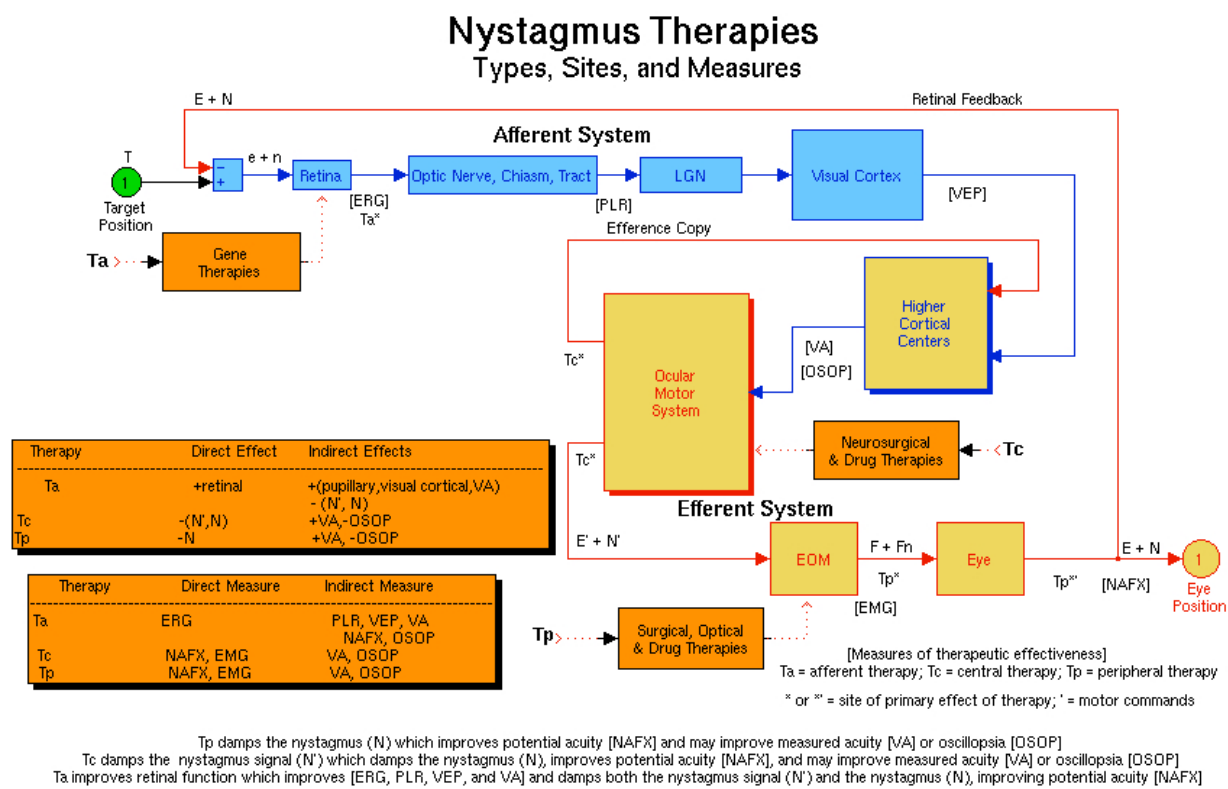 Nystagmus Therapies
Types, Sites, and Measures
E + N
Retinal Feedback
Afferent System
T
1
Target
Position
−
+
e + n
Retina
[ERG]
Ta*
Optic Nerve, Chiasm, Tract
[PLR]
LGN
Visual Cortex
[VEP]
Ta
Gene
Therapies
Efference Copy
Higher
Cortical
Centers
[VA]
[OSOP]
Tc*
Ocular
Motor
System
Tc*
Neurosurgical
& Drug Therapies
Tc
Therapy Direct Effect Indirect Effects
Ta +retinal +(pupillary,visual cortical,VA)
- (N', N)
Tc -(N',N) +VA,-OSOP
Tp -N +VA, -OSOP
Efferent System
E' + N'
EOM
F + Fn
Tp*
[EMG]
Eye
Tp*'
E + N
[NAFX]
1
Eye
Position
Therapy Direct Measure Indirect Measure
Ta ERG PLR, VEP, VA
NAFX, OSOP
Tc NAFX, EMG VA, OSOP
Tp NAFX, EMG VA, OSOP
Tp
Surgical, Optical
& Drug Therapies
[Measures of therapeutic effectiveness]
Ta = afferent therapy; Tc = central therapy; Tp = peripheral therapy
* or *' = site of primary effect of therapy; ' = motor commands
Tp damps the nystagmus (N) which improves potential acuity [NAFX] and may improve measured acuity [VA] or oscillopsia [OSOP]
Tc damps the nystagmus signal (N') which damps the nystagmus (N), improves potential acuity [NAFX], and may improve measured acuity [VA] or oscillopsia [OSOP]
Ta improves retinal function which improves [ERG, PLR, VEP, and VA] and damps both the nystagmus signal (N') and the nystagmus (N), improving potential acuity [NAFX]